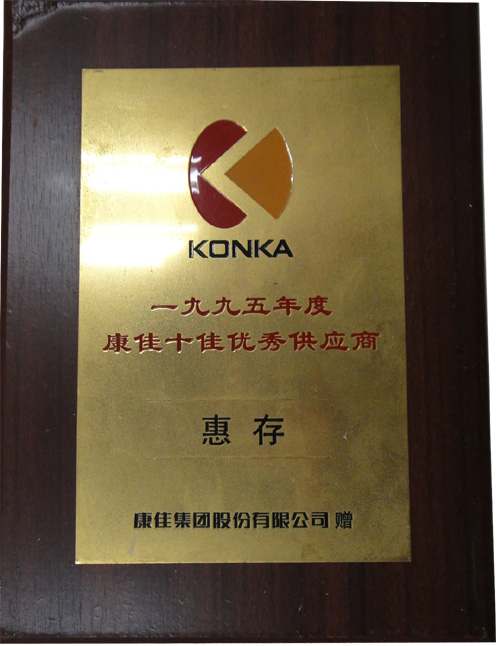 KONKA
一九九五年度
康佳十佳优秀供应商
惠存
康佳集团股份有限公司 赠